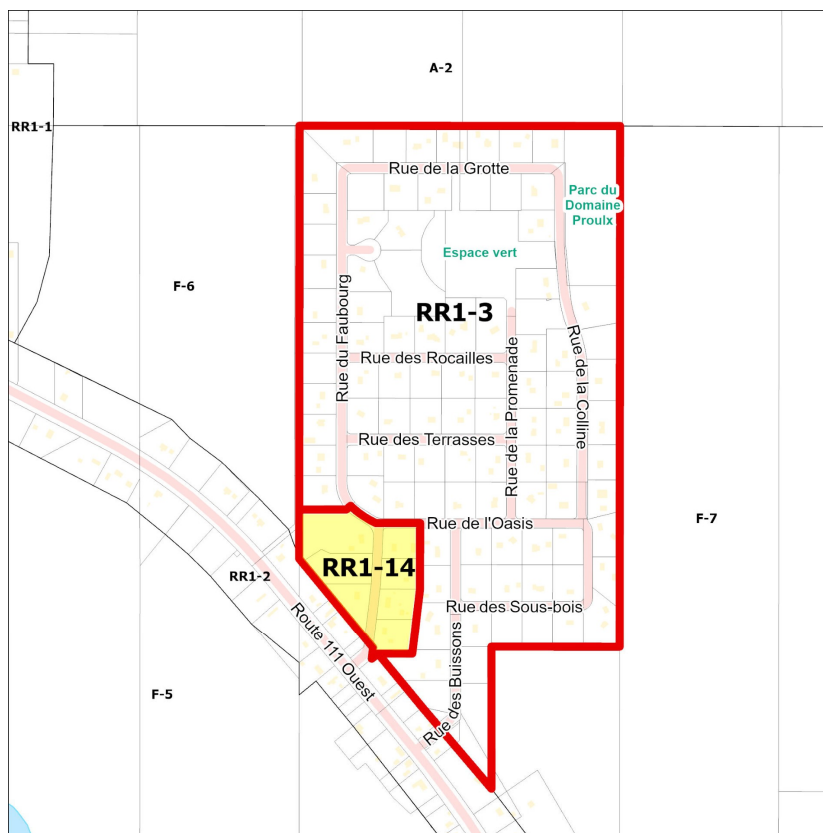 A-2
RR1-1
Rue de la Grotte
Parc du
Domaine
Proulx
Espace vert
F-6
RR1-3
Rue du Faubourg
Rue des Rocailles
Rue de la Promenade
Rue de la Colline
Rue des Terrasses
Rue de l'Oasis
F-7
RR1-14
RR1-2
Rue des Sous-bois
Route 111 Ouest
Rue des Buissons
F-5